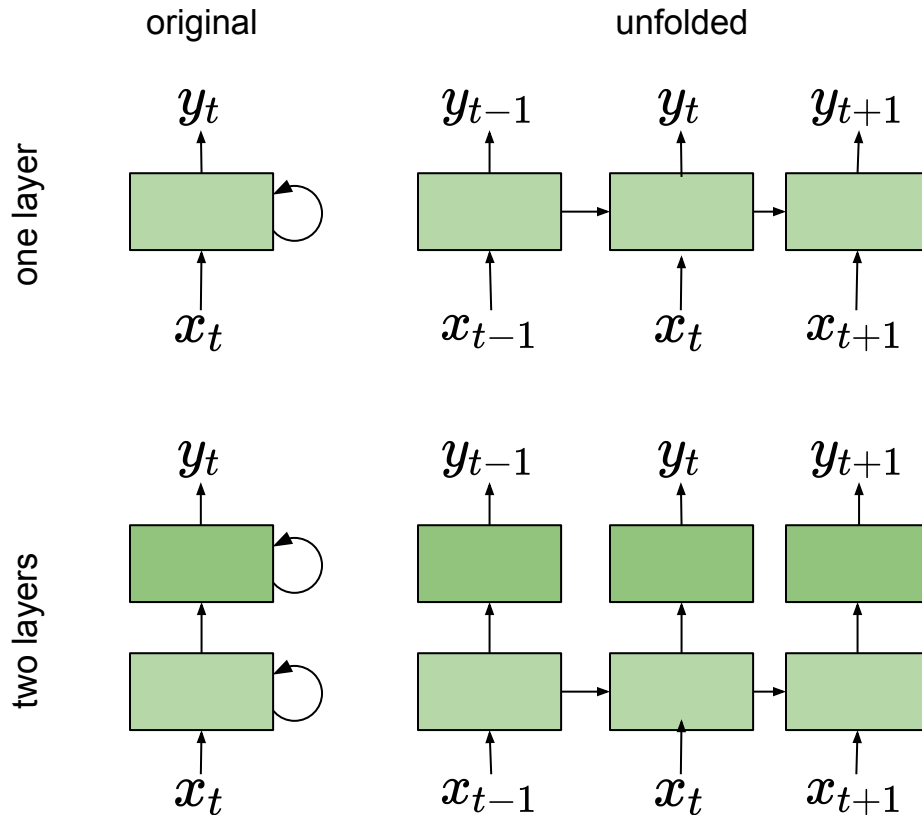 original unfolded
one layer
y_t y_{t-1} y_t y_{t+1}
x_t x_{t-1} x_t x_{t+1}
two layers
y_t y_{t-1} y_t y_{t+1}
x_t x_{t-1} x_t x_{t+1}